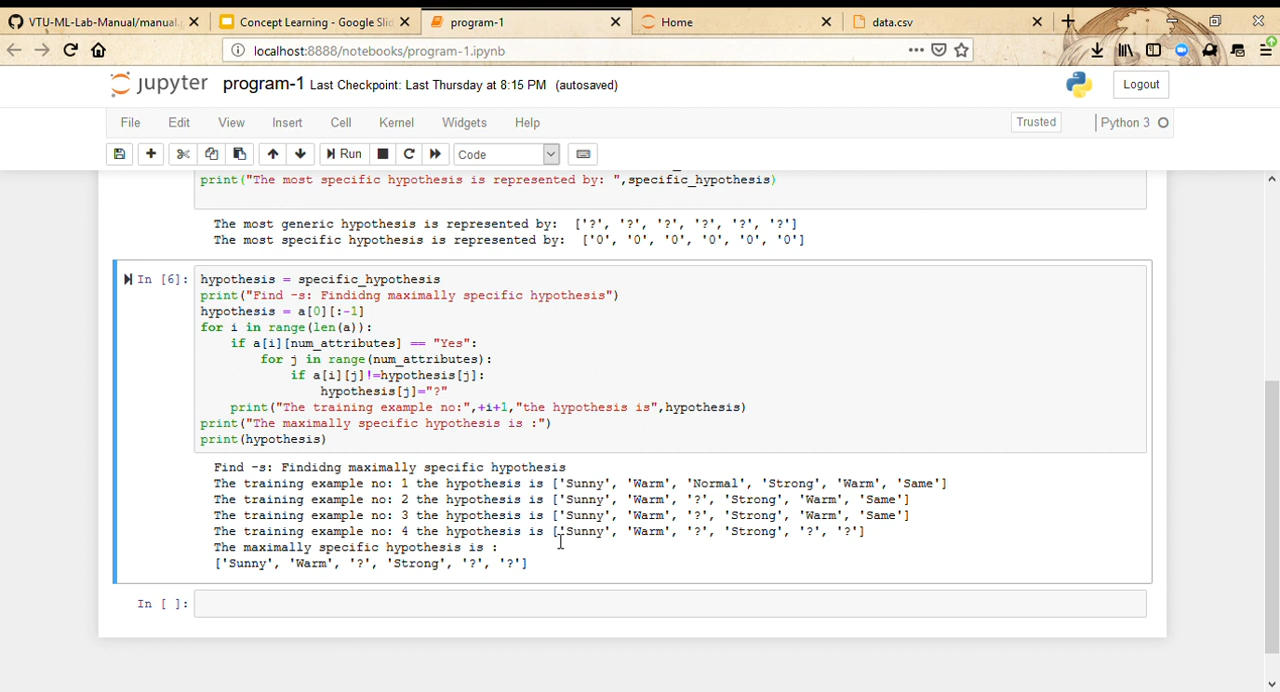 VTU-ML-Lab-Manual/manual.
Concept Learning - Google Slid
program-1
Home
data.csv
localhost:8888/notebooks/program-1.ipynb
jupyter program-1 Last Checkpoint: Last Thursday at 8:15 PM (autosaved)
Logout
File Edit View Insert Cell Kernel Widgets Help
Trusted
Python 3
Run
Code
print("The most specific hypothesis is represented by: ",specific_hypothesis)
The most generic hypothesis is represented by:  ['?', '?', '?', '?', '?', '?']
The most specific hypothesis is represented by:  ['0', '0', '0', '0', '0', '0']
In [6]:
hypothesis = specific_hypothesis
print("Find -s: Findidng maximally specific hypothesis")
hypothesis = a[0][:-1]
for i in range(len(a)):
    if a[i][num_attributes] == "Yes":
        for j in range(num_attributes):
            if a[i][j]!=hypothesis[j]:
                hypothesis[j]="?"
    print("The training example no:",+i+1,"the hypothesis is",hypothesis)
print("The maximally specific hypothesis is :")
print(hypothesis)
Find -s: Findidng maximally specific hypothesis
The training example no: 1 the hypothesis is ['Sunny', 'Warm', 'Normal', 'Strong', 'Warm', 'Same']
The training example no: 2 the hypothesis is ['Sunny', 'Warm', '?', 'Strong', 'Warm', 'Same']
The training example no: 3 the hypothesis is ['Sunny', 'Warm', '?', 'Strong', 'Warm', 'Same']
The training example no: 4 the hypothesis is ['Sunny', 'Warm', '?', 'Strong', '?', '?']
The maximally specific hypothesis is :
['Sunny', 'Warm', '?', 'Strong', '?', '?']
In [ ]: